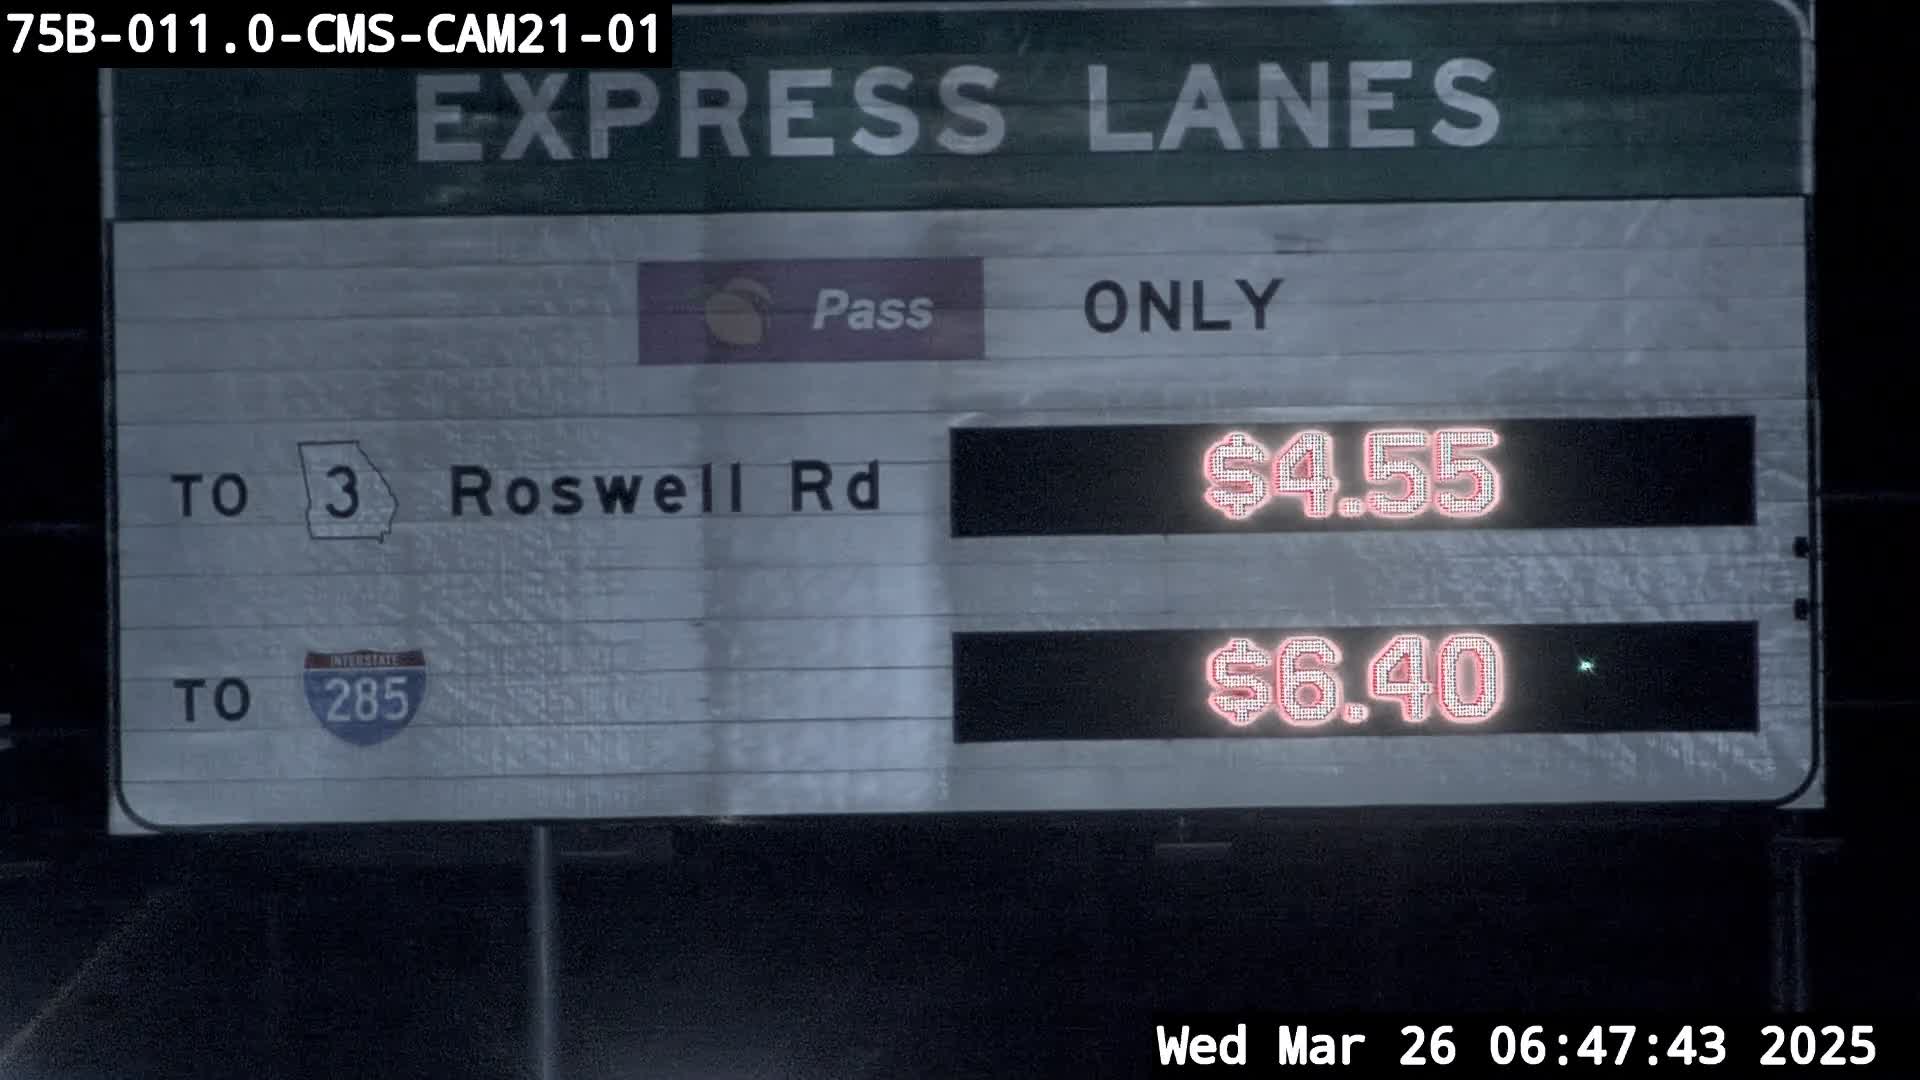 75B-011.0-CMS-CAM21-01
EXPRESS LANES
Pass ONLY
TO 3 Roswell Rd $4.55
TO INTERSTATE 285 $6.40
Wed Mar 26 06:47:43 2025